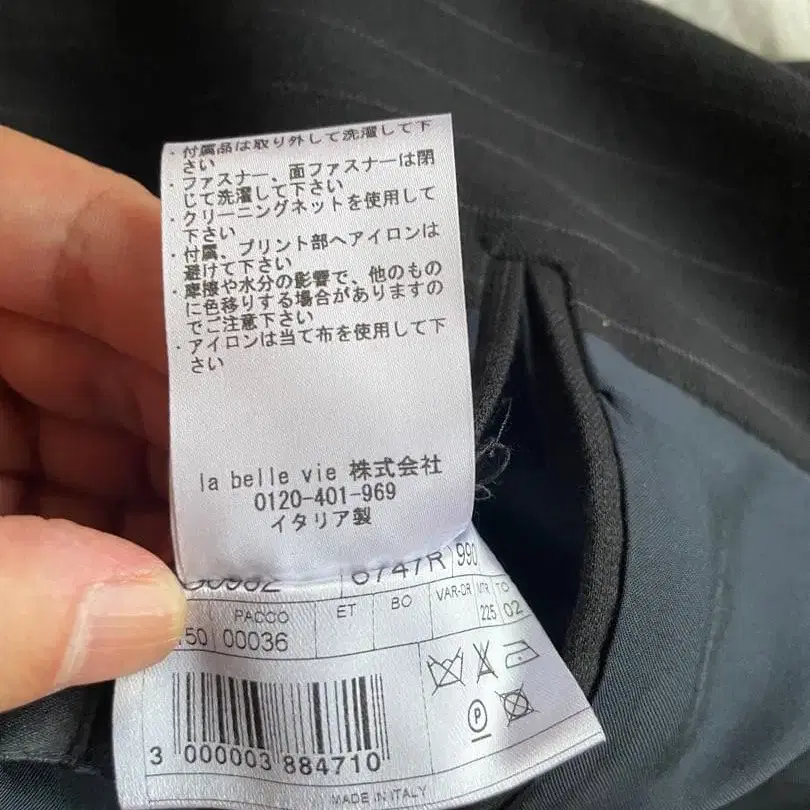 ・付属品は取り外して洗濯して下
さい
・ファスナー、面ファスナーは閉
じて洗濯して下さい
・クリーニングネットを使用して
下さい
・付属、プリント部へアイロンは
避けて下さい
・摩擦や水分の影響で、他のもの
に色移りする場合がありますの
でご注意下さい
・アイロンは当て布を使用して下
さい
la belle vie 株式会社
0120-401-969
イタリア製
6747R 990
PACCO ET BO VAR-DR MTR TO
50 00036 225 02
P
3 000003 884710
MADE IN ITALY